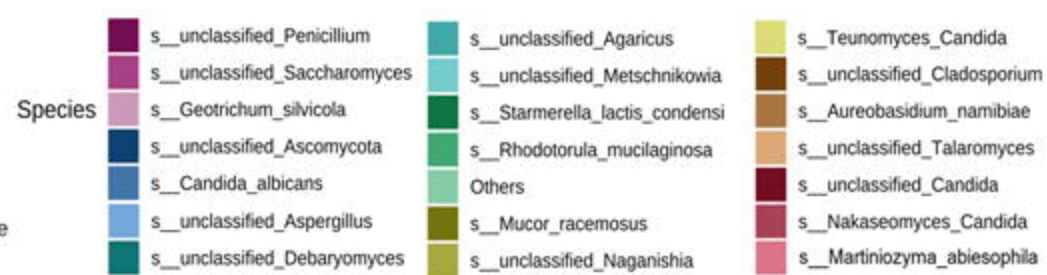 s__unclassified_Penicillium
s__unclassified_Saccharomyces
Species
s__Geotrichum_silvicola
s__unclassified_Ascomycota
s__Candida_albicans
s__unclassified_Aspergillus
s__unclassified_Debaryomyces
s__unclassified_Agaricus
s__unclassified_Metschnikowia
s__Starmerella_lactis_condensi
s__Rhodotorula_mucilaginosa
Others
s__Mucor_racemosus
s__unclassified_Naganishia
s__Teunomyces_Candida
s__unclassified_Cladosporium
s__Aureobasidium_namibiae
s__unclassified_Talaromyces
s__unclassified_Candida
s__Nakaseomyces_Candida
s__Martiniozyma_abiesophila